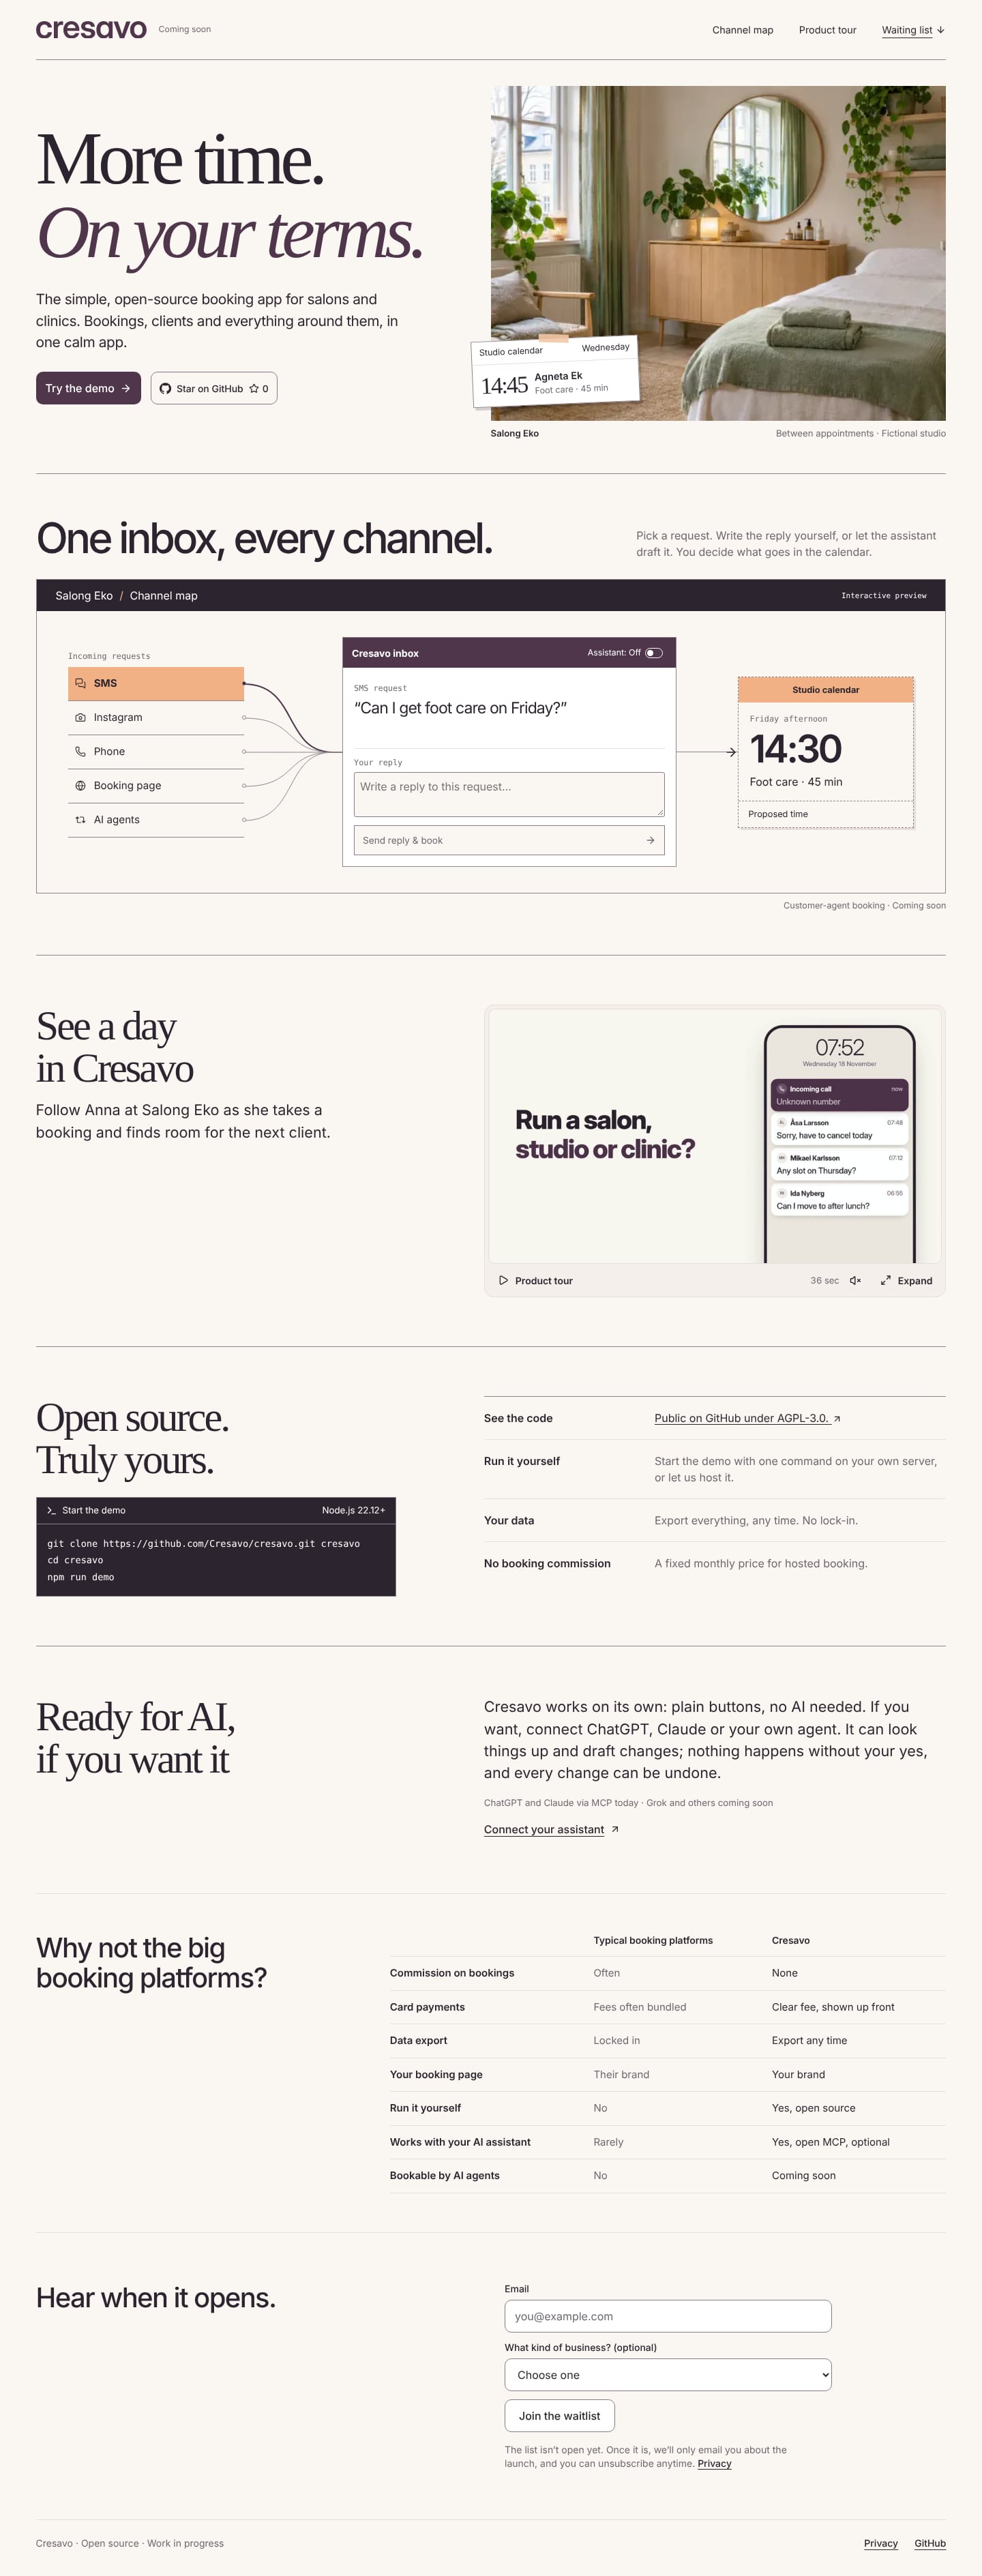 cresavo
Coming soon
Channel map
Product tour
Waiting list ↓
More time.
On your terms.
The simple, open-source booking app for salons and
clinics. Bookings, clients and everything around them, in
one calm app.
Try the demo →
Star on GitHub ☆ 0
Studio calendar Wednesday
14:45 Agneta Ek
Foot care · 45 min
Salong Eko
Between appointments · Fictional studio
One inbox, every channel.
Pick a request. Write the reply yourself, or let the assistant
draft it. You decide what goes in the calendar.
Salong Eko / Channel map
Interactive preview
Incoming requests
SMS
Instagram
Phone
Booking page
AI agents
Cresavo inbox
Assistant: Off
SMS request
“Can I get foot care on Friday?”
Your reply
Write a reply to this request...
Send reply & book →
Studio calendar
Friday afternoon
14:30
Foot care · 45 min
Proposed time
Customer-agent booking · Coming soon
See a day
in Cresavo
Follow Anna at Salong Eko as she takes a
booking and finds room for the next client.
Run a salon,
studio or clinic?
07:52
Wednesday 18 November
Incoming call now
Unknown number
Åsa Larsson 07:48
Sorry, have to cancel today
Mikael Karlsson 07:12
Any slot on Thursday?
Ida Nyberg 06:55
Can I move to after lunch?
Product tour
36 sec
Expand
Open source.
Truly yours.
Start the demo
Node.js 22.12+
git clone https://github.com/Cresavo/cresavo.git cresavo
cd cresavo
npm run demo
See the code
Public on GitHub under AGPL-3.0.
Run it yourself
Start the demo with one command on your own server,
or let us host it.
Your data
Export everything, any time. No lock-in.
No booking commission
A fixed monthly price for hosted booking.
Ready for AI,
if you want it
Cresavo works on its own: plain buttons, no AI needed. If you
want, connect ChatGPT, Claude or your own agent. It can look
things up and draft changes; nothing happens without your yes,
and every change can be undone.
ChatGPT and Claude via MCP today · Grok and others coming soon
Connect your assistant
Why not the big
booking platforms?
Typical booking platforms Cresavo
Commission on bookings Often None
Card payments Fees often bundled Clear fee, shown up front
Data export Locked in Export any time
Your booking page Their brand Your brand
Run it yourself No Yes, open source
Works with your AI assistant Rarely Yes, open MCP, optional
Bookable by AI agents No Coming soon
Hear when it opens.
Email
you@example.com
What kind of business? (optional)
Choose one
Join the waitlist
The list isn’t open yet. Once it is, we’ll only email you about the
launch, and you can unsubscribe anytime. Privacy
Cresavo · Open source · Work in progress
Privacy
GitHub